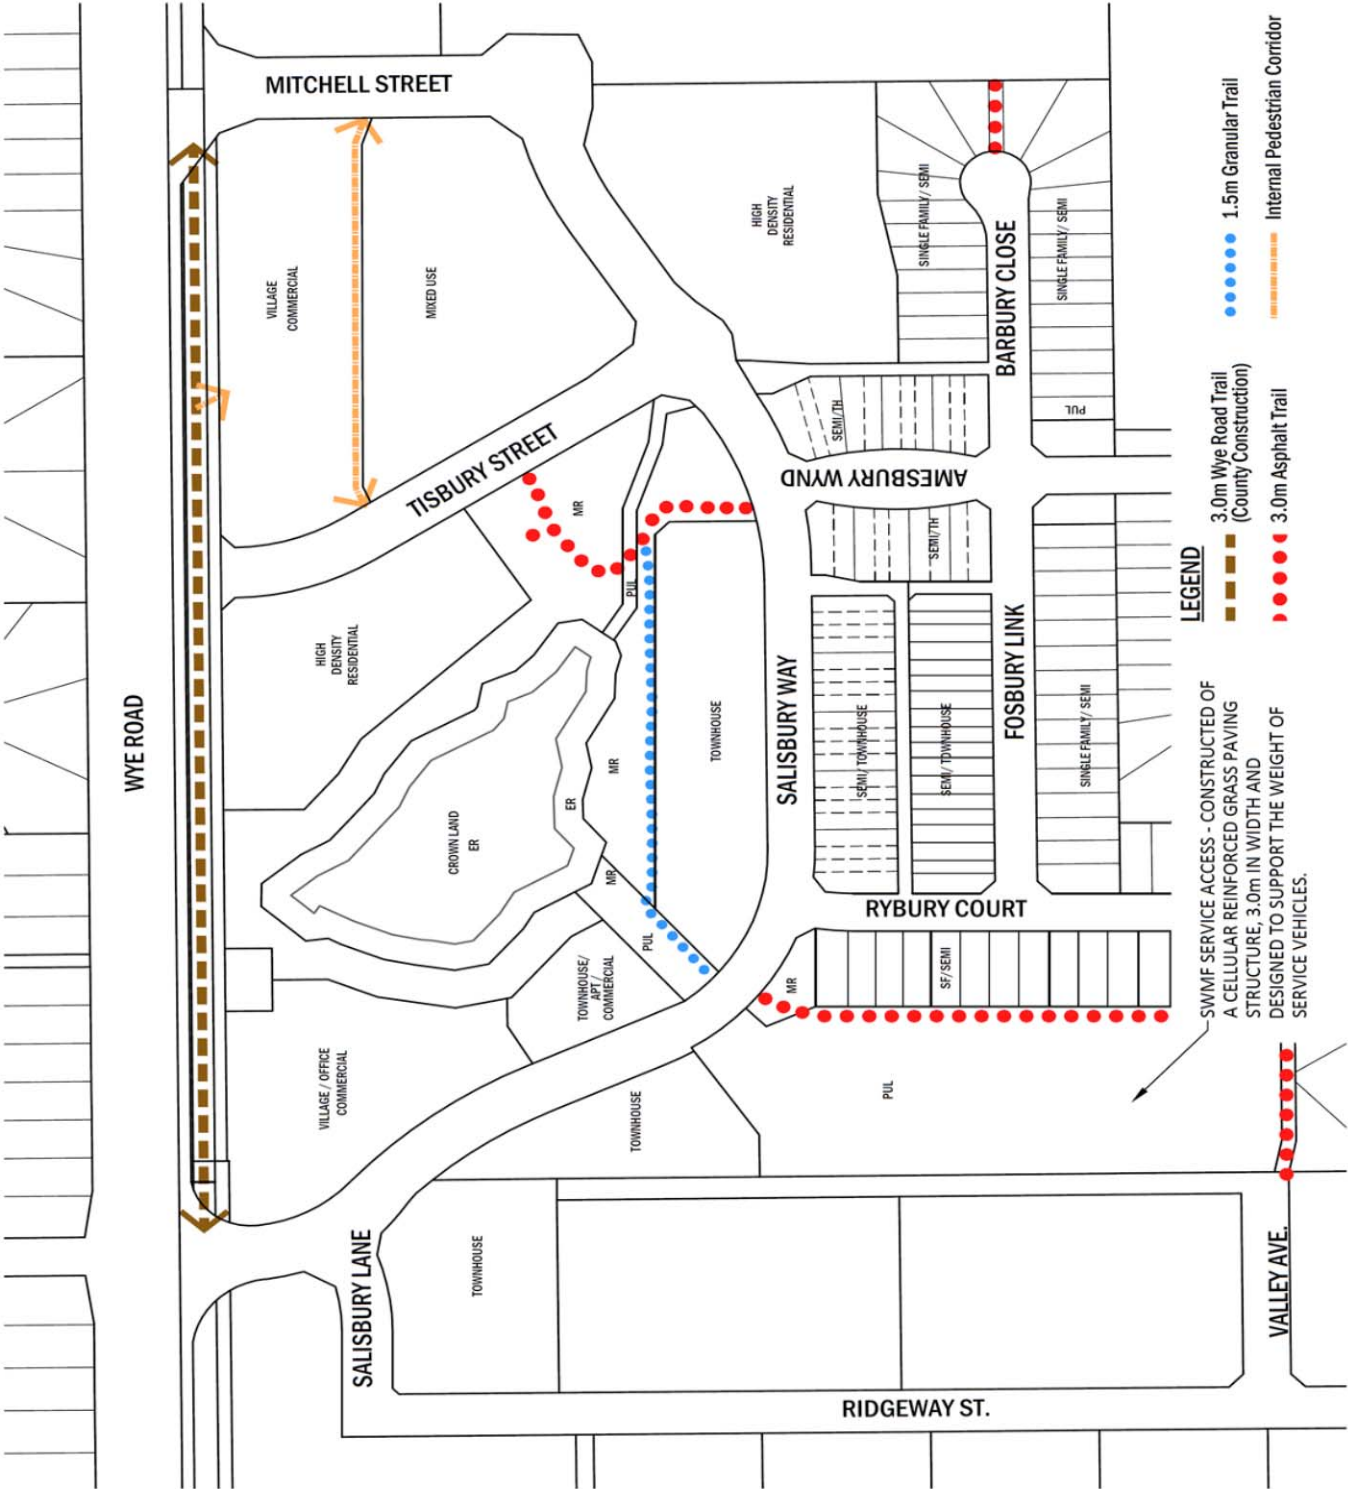 MITCHELL STREET
WYE ROAD
VILLAGE
COMMERCIAL
MIXED USE
HIGH
DENSITY
RESIDENTIAL
SINGLE FAMILY/ SEMI
BARBURY CLOSE
SINGLE FAMILY/ SEMI
PUL
TISBURY STREET
SEMI/TH
AMESBURY WYND
MR
PUL
SEMI/TH
HIGH
DENSITY
RESIDENTIAL
CROWN LAND
ER
ER
MR
TOWNHOUSE
SALISBURY WAY
SEMI/ TOWNHOUSE
SEMI/ TOWNHOUSE
FOSBURY LINK
SINGLE FAMILY/ SEMI
MR
PUL
RYBURY COURT
TOWNHOUSE/
APT/
COMMERCIAL
MR
SF/SEMI
VILLAGE / OFFICE
COMMERCIAL
TOWNHOUSE
PUL
SALISBURY LANE
TOWNHOUSE
VALLEY AVE.
RIDGEWAY ST.
SWMF SERVICE ACCESS - CONSTRUCTED OF
A CELLULAR REINFORCED GRASS PAVING
STRUCTURE, 3.0m IN WIDTH AND
DESIGNED TO SUPPORT THE WEIGHT OF
SERVICE VEHICLES.
LEGEND
3.0m Wye Road Trail
(County Construction)
1.5m Granular Trail
3.0m Asphalt Trail
Internal Pedestrian Corridor